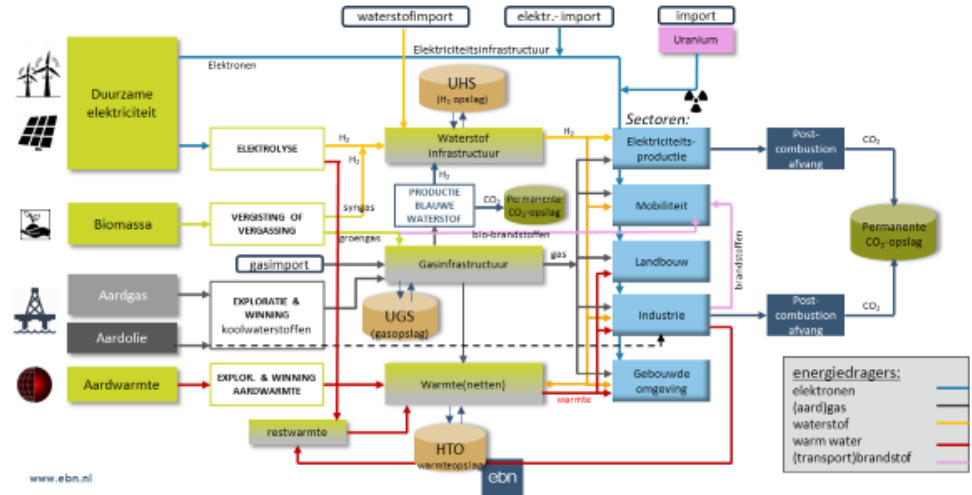 waterstofimport
elektr.- import
import
Uranium
Elektriciteitsinfrastructuur
Elektronen
Duurzame
elektriciteit
UHS
(H₂ opslag)
Sectoren:
ELEKTROLYSE
H₂
H₂
Waterstof
infrastructuur
H₂
Elektriciteits-
productie
Post-
combustion
afvang
CO₂
H₂
PRODUCTIE
BLAUWE
WATERSTOF
CO₂
Permanente
CO₂-opslag
Mobiliteit
Biomassa
VERGISTING OF
VERGASSING
syngas
groengas
bio-brandstoffen
brandstoffen
Permanente
CO₂-opslag
gasimport
Gasinfrastructuur
gas
Landbouw
Aardgas
Aardolie
EXPLORATIE &
WINNING
koolwaterstoffen
UGS
(gasopslag)
Industrie
Post-
combustion
afvang
CO₂
Aardwarmte
EXPLOR. & WINNING
AARDWARMTE
Warmte(netten)
warmte
Gebouwde
omgeving
restwarmte
HTO
warmteopslag
energiedragers:
elektronen
(aard)gas
waterstof
warm water
(transport)brandstof
www.ebn.nl
ebn